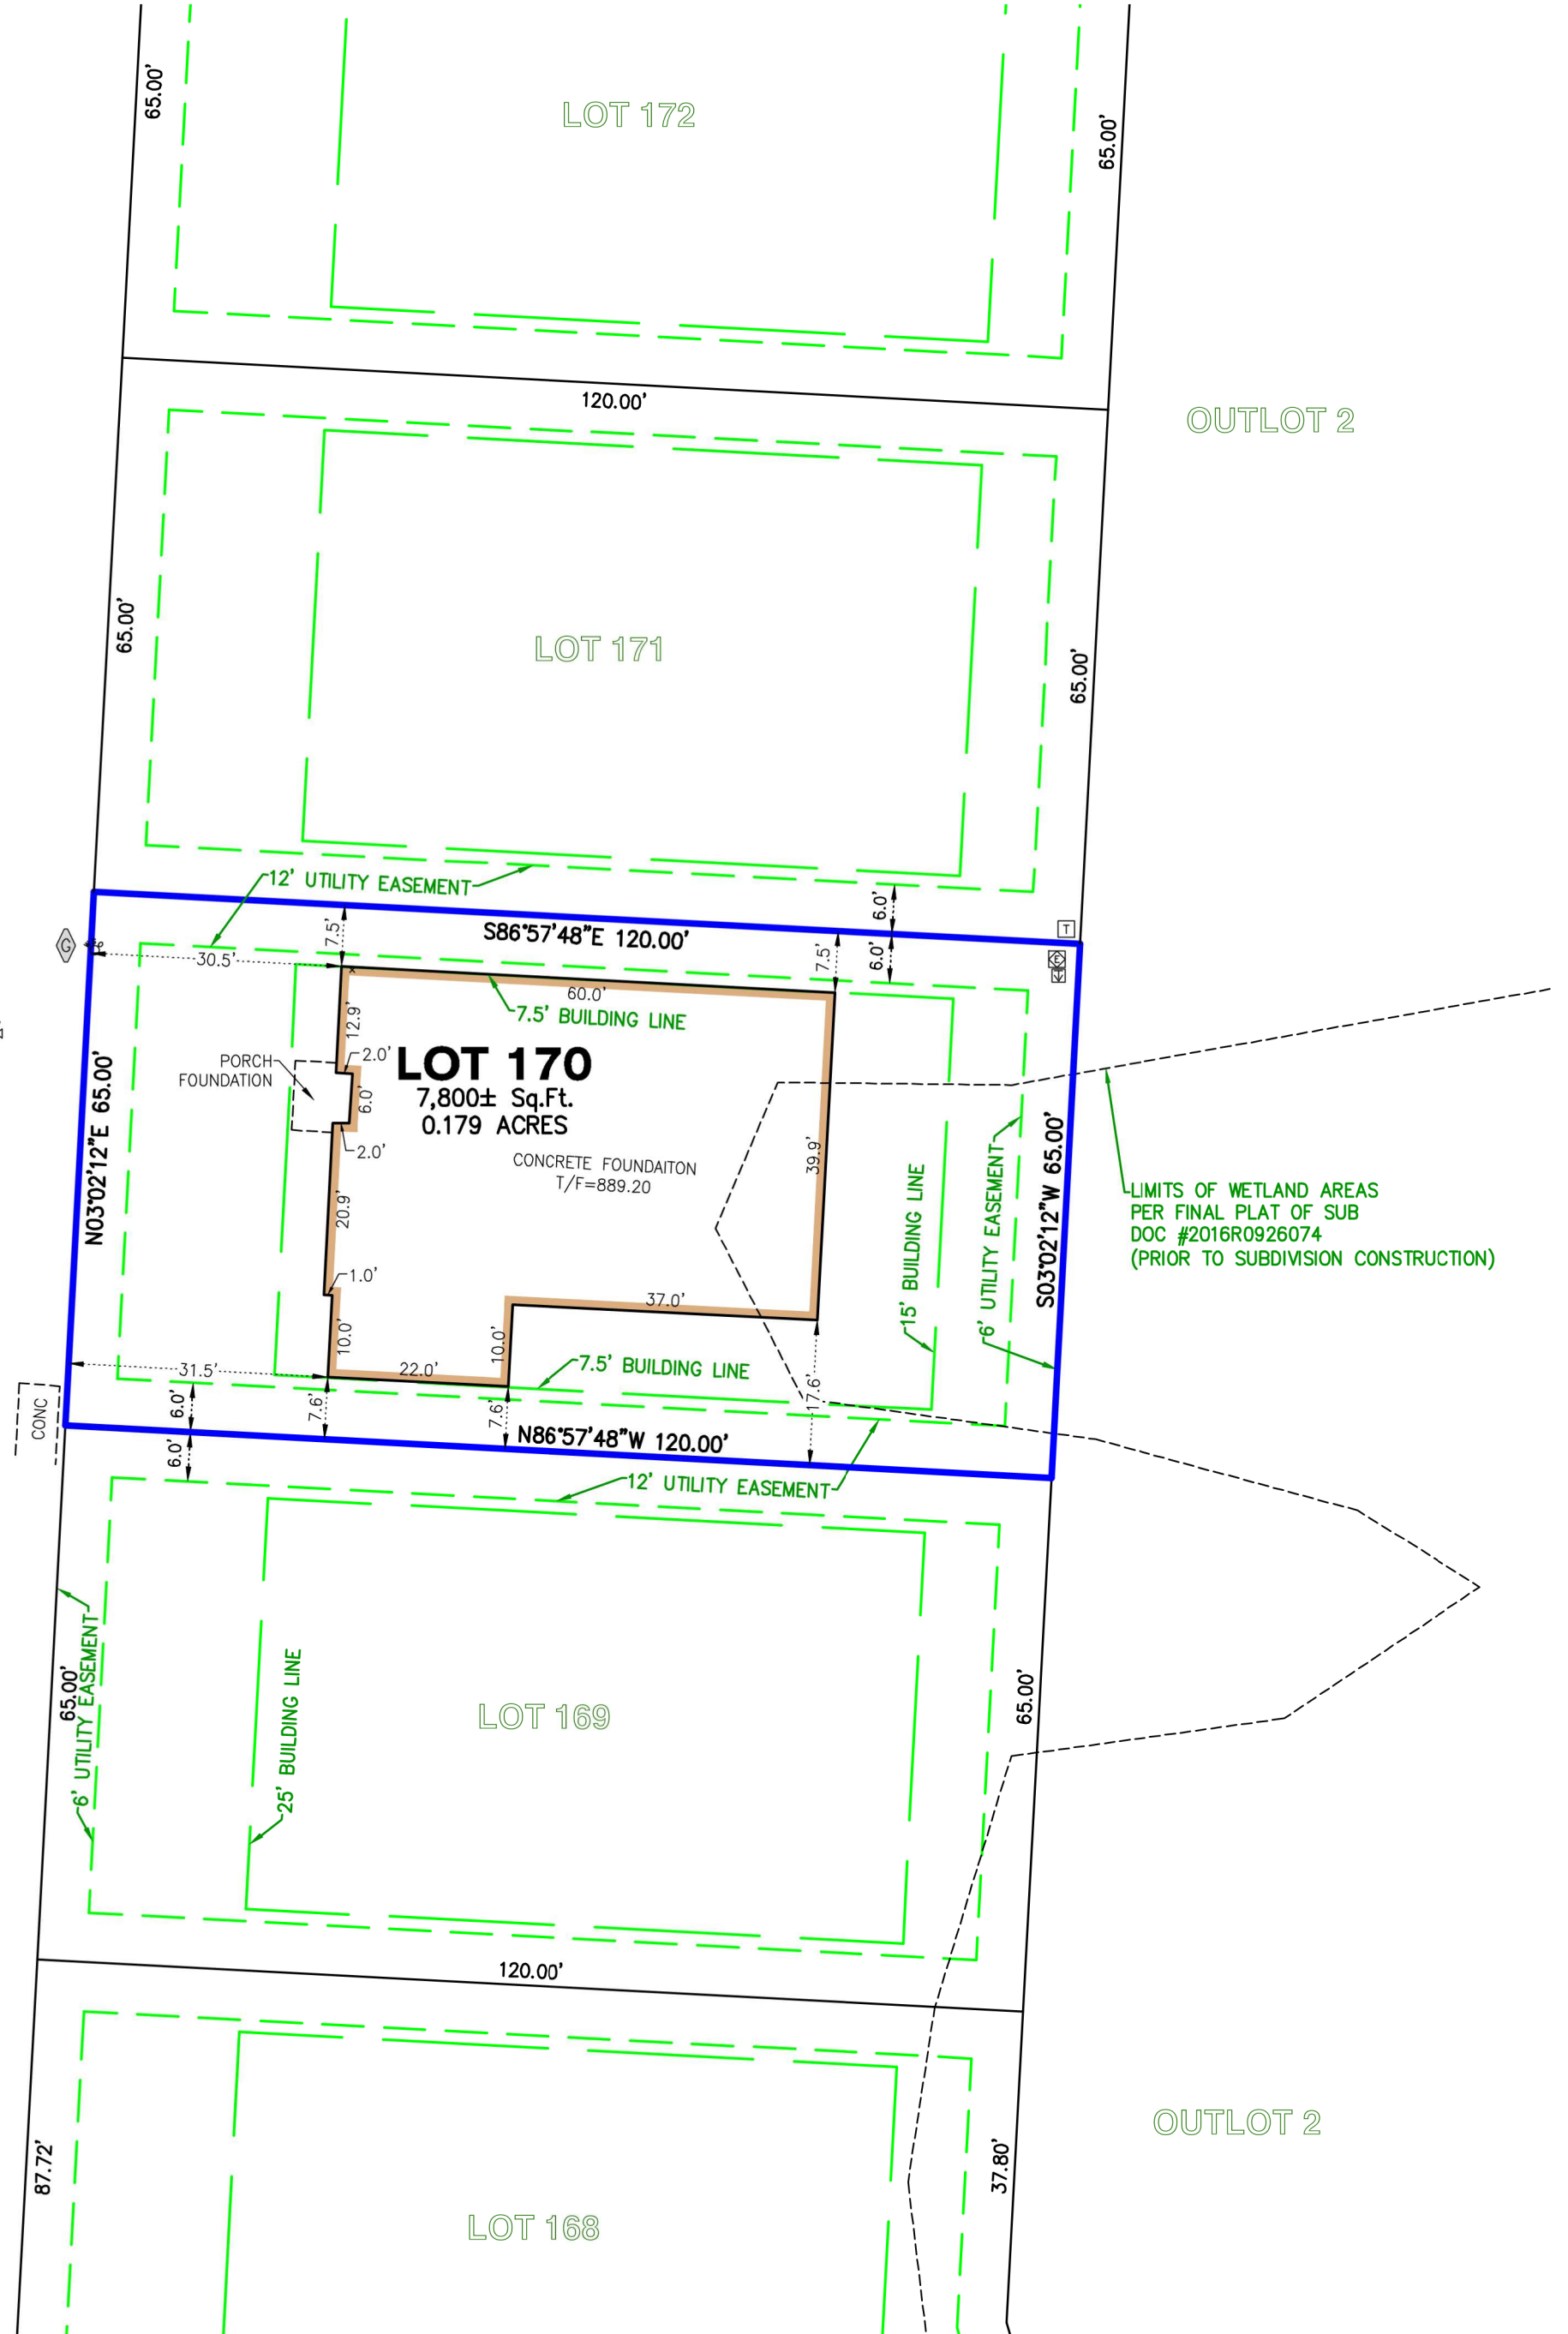 65.00'
LOT 172
65.00'
120.00'
OUTLOT 2
65.00'
LOT 171
65.00'
12' UTILITY EASEMENT
6.0'
7.5'
S86°57'48"E 120.00'
T
G
30.5'
7.5'
6.0'
E
60.0'
7.5' BUILDING LINE
12.9'
2.0'
PORCH
FOUNDATION
LOT 170
7,800± Sq.Ft.
0.179 ACRES
6.0'
2.0'
N03°02'12"E 65.00'
CONCRETE FOUNDAITON
T/F=889.20
39.9'
20.9'
15' BUILDING LINE
6' UTILITY EASEMENT
S03°02'12"W 65.00'
LIMITS OF WETLAND AREAS
PER FINAL PLAT OF SUB
DOC #2016R0926074
(PRIOR TO SUBDIVISION CONSTRUCTION)
1.0'
37.0'
10.0'
10.0'
31.5'
22.0'
7.5' BUILDING LINE
CONC
6.0'
7.6'
7.6'
17.6'
N86°57'48"W 120.00'
6.0'
12' UTILITY EASEMENT
65.00'
6' UTILITY EASEMENT
25' BUILDING LINE
LOT 169
65.00'
120.00'
87.72'
37.80'
OUTLOT 2
LOT 168